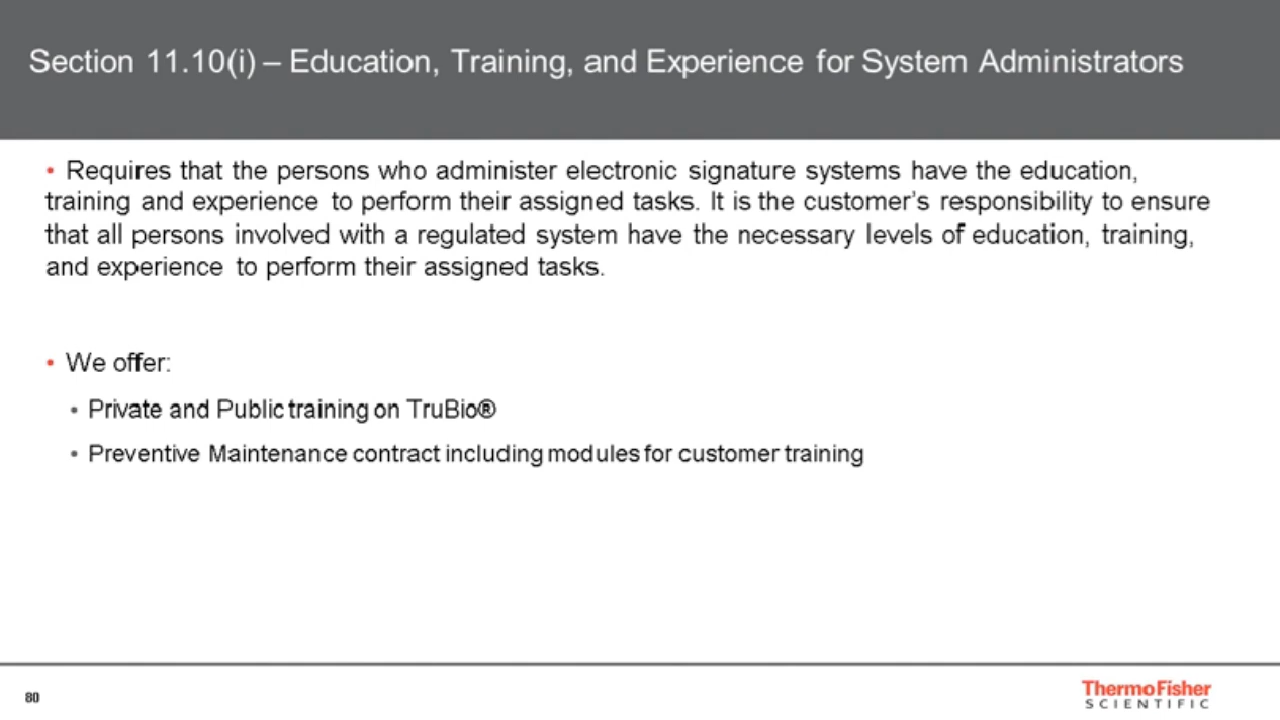 Section 11.10(i) – Education, Training, and Experience for System Administrators
• Requires that the persons who administer electronic signature systems have the education,
training and experience to perform their assigned tasks. It is the customer's responsibility to ensure
that all persons involved with a regulated system have the necessary levels of education, training,
and experience to perform their assigned tasks.
• We offer:
• Private and Public training on TruBio®
• Preventive Maintenance contract including modules for customer training
80
ThermoFisher
SCIENTIFIC